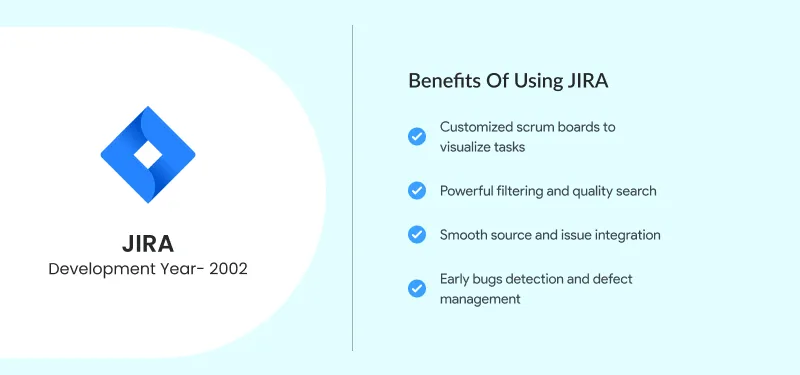 JIRA
Development Year- 2002
Benefits Of Using JIRA
Customized scrum boards to
visualize tasks
Powerful filtering and quality search
Smooth source and issue integration
Early bugs detection and defect
management